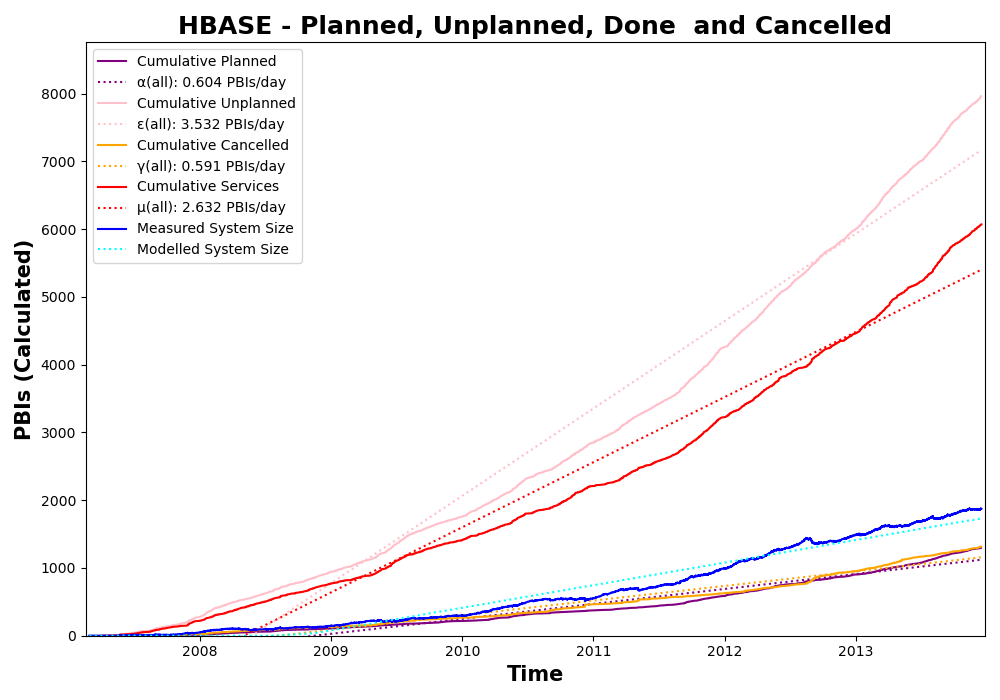 HBASE - Planned, Unplanned, Done  and Cancelled
Cumulative Planned
α(all): 0.604 PBIs/day
Cumulative Unplanned
ε(all): 3.532 PBIs/day
Cumulative Cancelled
γ(all): 0.591 PBIs/day
Cumulative Services
μ(all): 2.632 PBIs/day
Measured System Size
Modelled System Size
PBIs (Calculated)
8000
7000
6000
5000
4000
3000
2000
1000
0
2008 2009 2010 2011 2012 2013
Time